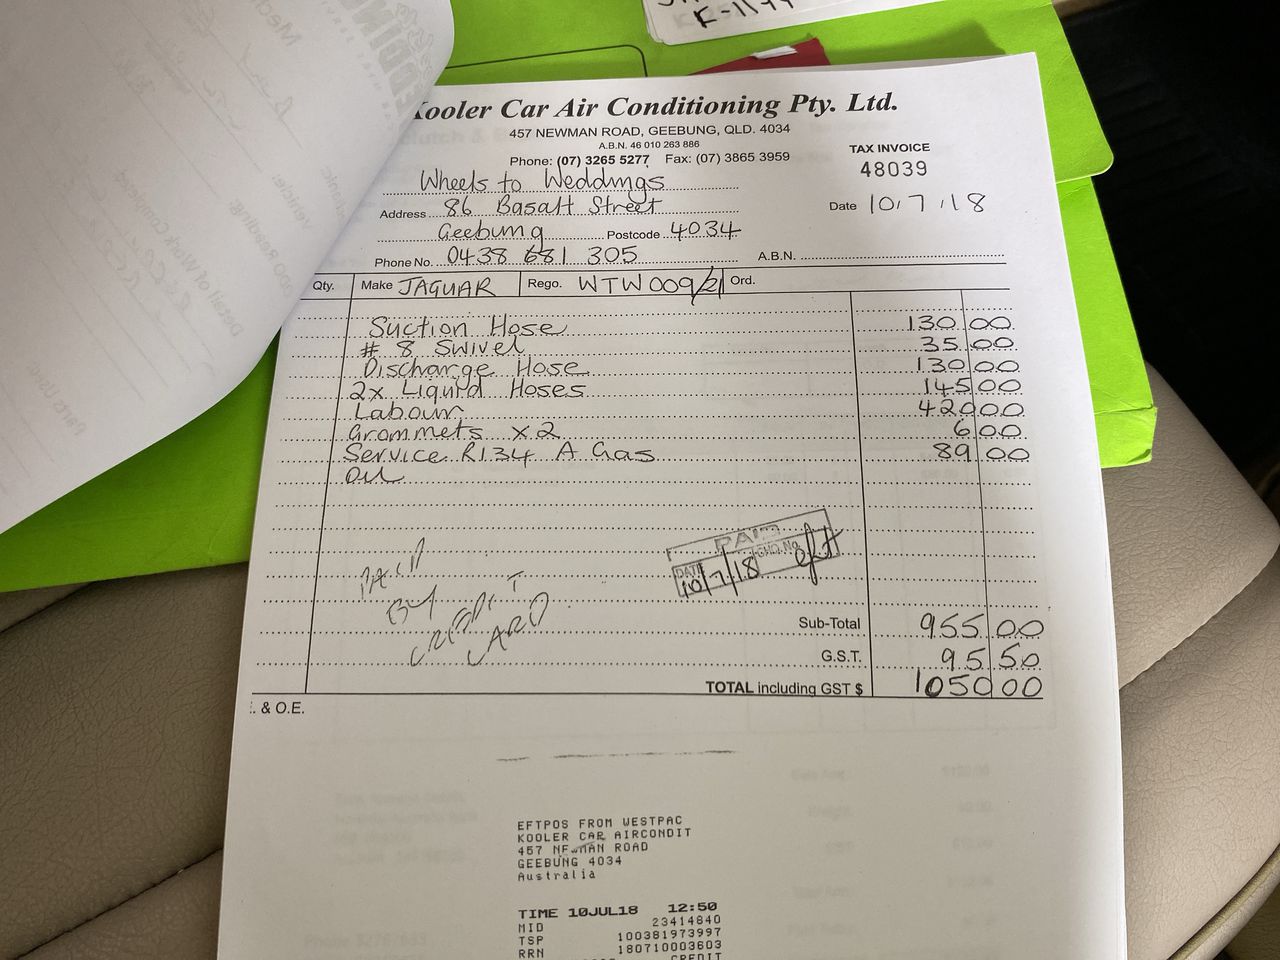 Kooler Car Air Conditioning Pty. Ltd.
457 NEWMAN ROAD, GEEBUNG, QLD. 4034
A.B.N. 46 010 263 886
Phone: (07) 3265 5277 Fax: (07) 3865 3959
TAX INVOICE
48039
Wheels to Weddings
Address 86 Basalt Street
Date 10/7/18
Geebung Postcode 4034
Phone No. 0438 681 305 A.B.N.
Qty. Make JAGUAR Rego. WTW009/21 Ord.
Suction Hose 130.00
# 8 Swivel 35.00
Discharge Hose 130.00
2x Liquid Hoses 145.00
Labour 420.00
Grommets x2 6.00
Service R134 A Gas 89.00
Oil
PAID
DATE 10/7/18 CHQ. No. eft
PAID
BY
CREDIT
CARD
Sub-Total 955.00
G.S.T. 95.50
TOTAL including GST $ 1050.00
. & O.E.
EFTPOS FROM WESTPAC
KOOLER CAR AIRCONDIT
457 NEWMAN ROAD
GEEBUNG 4034
Australia
TIME 10JUL18 12:50
MID 23414840
TSP 100381973997
RRN 180710003603
CREDIT